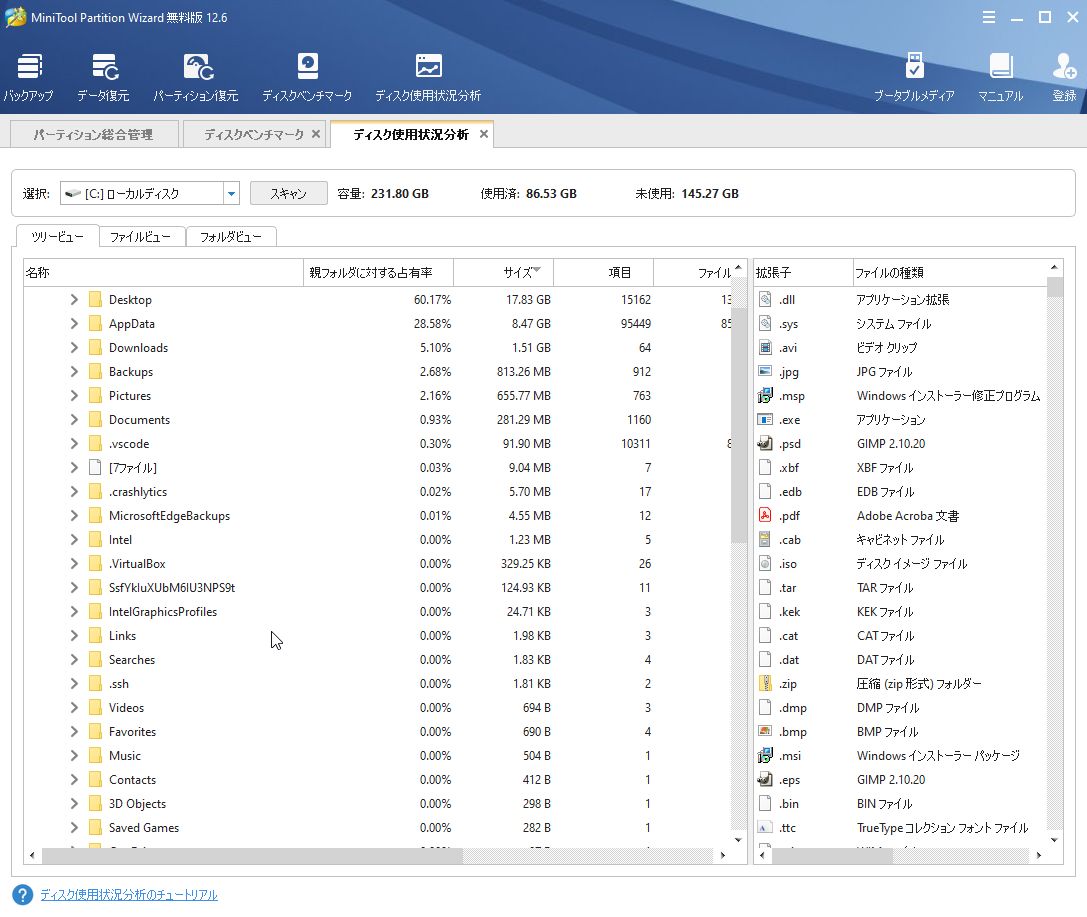 MiniTool Partition Wizard 無料版 12.6
バックアップ データ復元 パーティション復元 ディスクベンチマーク ディスク使用状況分析 ブータブルメディア マニュアル 登録
パーティション総合管理 ディスクベンチマーク ディスク使用状況分析
選択: [C:] ローカルディスク スキャン 容量: 231.80 GB 使用済: 86.53 GB 未使用: 145.27 GB
ツリービュー ファイルビュー フォルダビュー
名称 親フォルダに対する占有率 サイズ 項目 ファイル 拡張子 ファイルの種類
Desktop 60.17% 17.83 GB 15162 13 .dll アプリケーション拡張
AppData 28.58% 8.47 GB 95449 85 .sys システム ファイル
Downloads 5.10% 1.51 GB 64 .avi ビデオ クリップ
Backups 2.68% 813.26 MB 912 .jpg JPG ファイル
Pictures 2.16% 655.77 MB 763 .msp Windows インストーラー修正プログラム
Documents 0.93% 281.29 MB 1160 .exe アプリケーション
.vscode 0.30% 91.90 MB 10311 .psd GIMP 2.10.20
[7ファイル] 0.03% 9.04 MB 7 .xbf XBF ファイル
.crashlytics 0.02% 5.70 MB 17 .edb EDB ファイル
MicrosoftEdgeBackups 0.01% 4.55 MB 12 .pdf Adobe Acroba 文書
Intel 0.00% 1.23 MB 5 .cab キャビネット ファイル
.VirtualBox 0.00% 329.25 KB 26 .iso ディスク イメージ ファイル
0.00% 124.93 KB 11 .tar TAR ファイル
IntelGraphicsProfiles 0.00% 24.71 KB 3 .kek KEK ファイル
Links 0.00% 1.98 KB 3 .cat CAT ファイル
Searches 0.00% 1.83 KB 4 .dat DAT ファイル
.ssh 0.00% 1.81 KB 2 .zip 圧縮 (zip 形式) フォルダー
Videos 0.00% 694 B 3 .dmp DMP ファイル
Favorites 0.00% 690 B 4 .bmp BMP ファイル
Music 0.00% 504 B 1 .msi Windows インストーラー パッケージ
Contacts 0.00% 412 B 1 .eps GIMP 2.10.20
3D Objects 0.00% 298 B 1 .bin BIN ファイル
Saved Games 0.00% 282 B 1 .ttc TrueType コレクション フォント ファイル
ディスク使用状況分析のチュートリアル